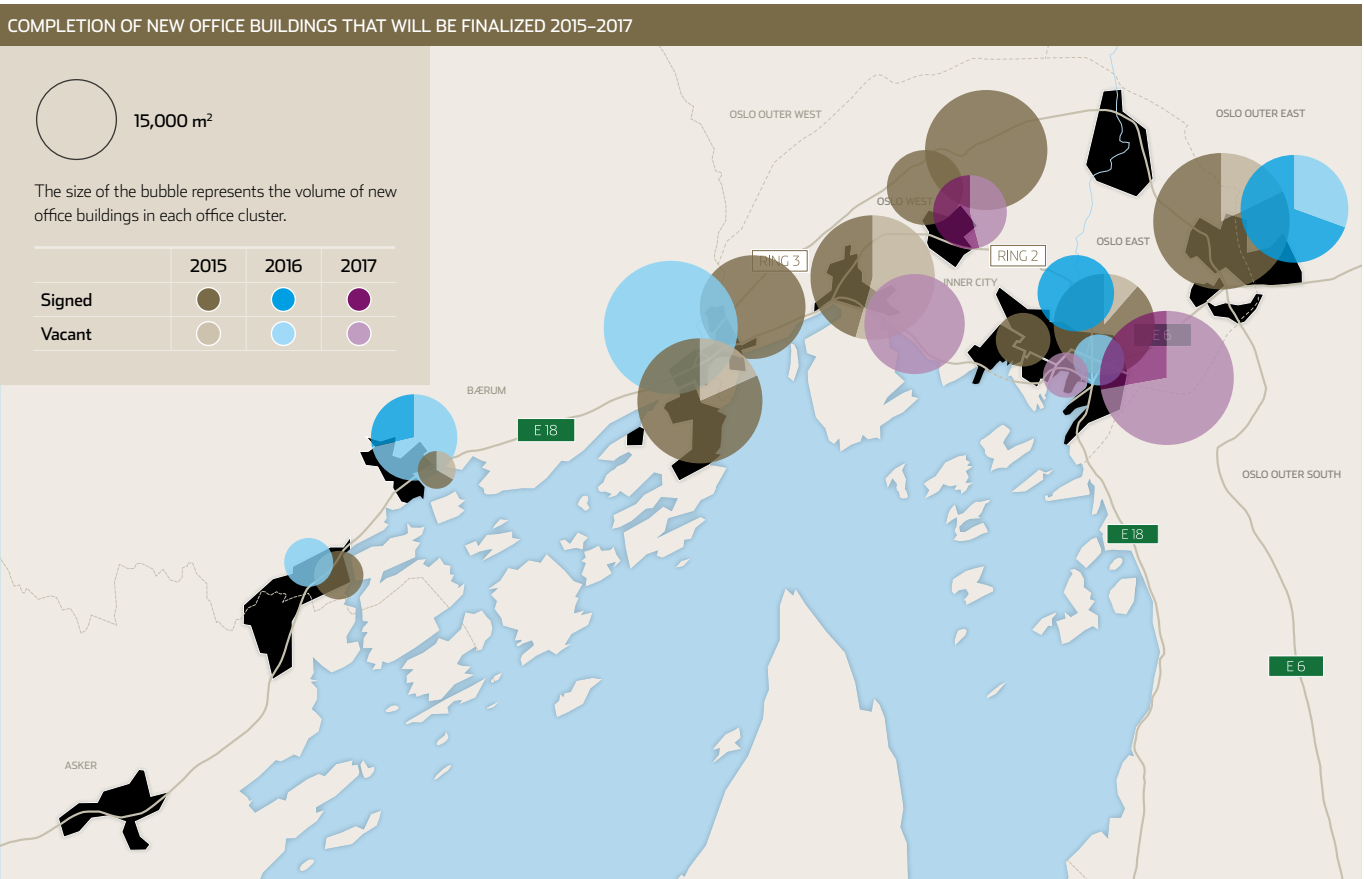 COMPLETION OF NEW OFFICE BUILDINGS THAT WILL BE FINALIZED 2015–2017
15,000 m²
The size of the bubble represents the volume of new
office buildings in each office cluster.
2015 2016 2017
Signed
Vacant
OSLO OUTER WEST
OSLO OUTER EAST
OSLO WEST
OSLO EAST
RING 3
RING 2
INNER CITY
E 6
BÆRUM
E 18
OSLO OUTER SOUTH
E 18
E 6
ASKER